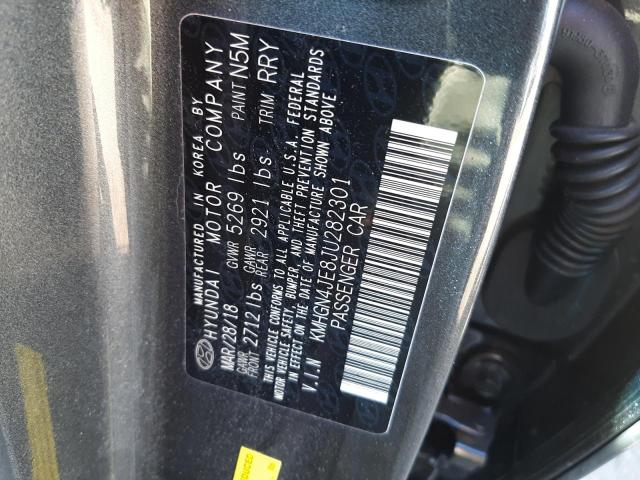 MANUFACTURED IN KOREA BY
HYUNDAI MOTOR COMPANY
MAR/28/18 GVWR 5269 lbs PAINT N5M
GAWR FRONT 2712 lbs GAWR REAR 2921 lbs TRIM RRY
THIS VEHICLE CONFORMS TO ALL APPLICABLE U.S.A. FEDERAL
MOTOR VEHICLE SAFETY, BUMPER, AND THEFT PREVENTION STANDARDS
IN EFFECT ON THE DATE OF MANUFACTURE SHOWN ABOVE
V.I.N KMHGN4JE8JU282301
PASSENGER CAR